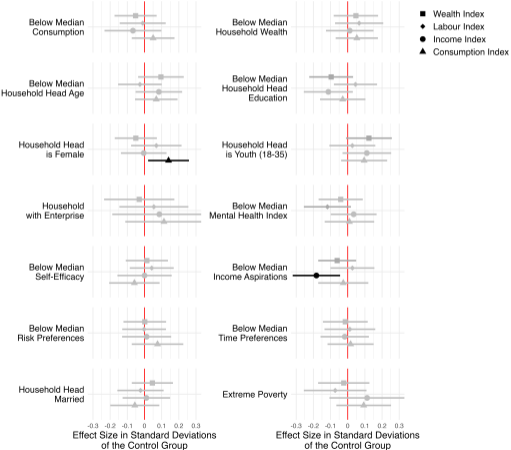 Below Median
Consumption
Below Median
Household Wealth
Wealth Index
Labour Index
Income Index
Consumption Index
Below Median
Household Head Age
Below Median
Household Head
Education
Household Head
is Female
Household Head
is Youth (18-35)
Household
with Enterprise
Below Median
Mental Health Index
Below Median
Self-Efficacy
Below Median
Income Aspirations
Below Median
Risk Preferences
Below Median
Time Preferences
Household Head
Married
Extreme Poverty
-0.3 -0.2 -0.1 0 0.1 0.2 0.3
-0.3 -0.2 -0.1 0 0.1 0.2 0.3
Effect Size in Standard Deviations
of the Control Group
Effect Size in Standard Deviations
of the Control Group